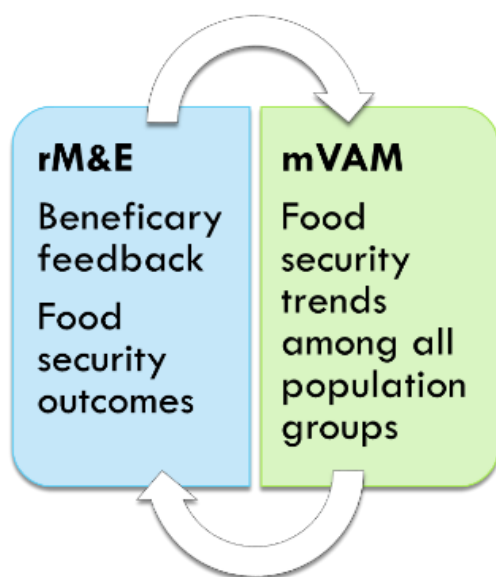 rM&E
Beneficary
feedback
Food
security
outcomes
mVAM
Food
security
trends
among all
population
groups